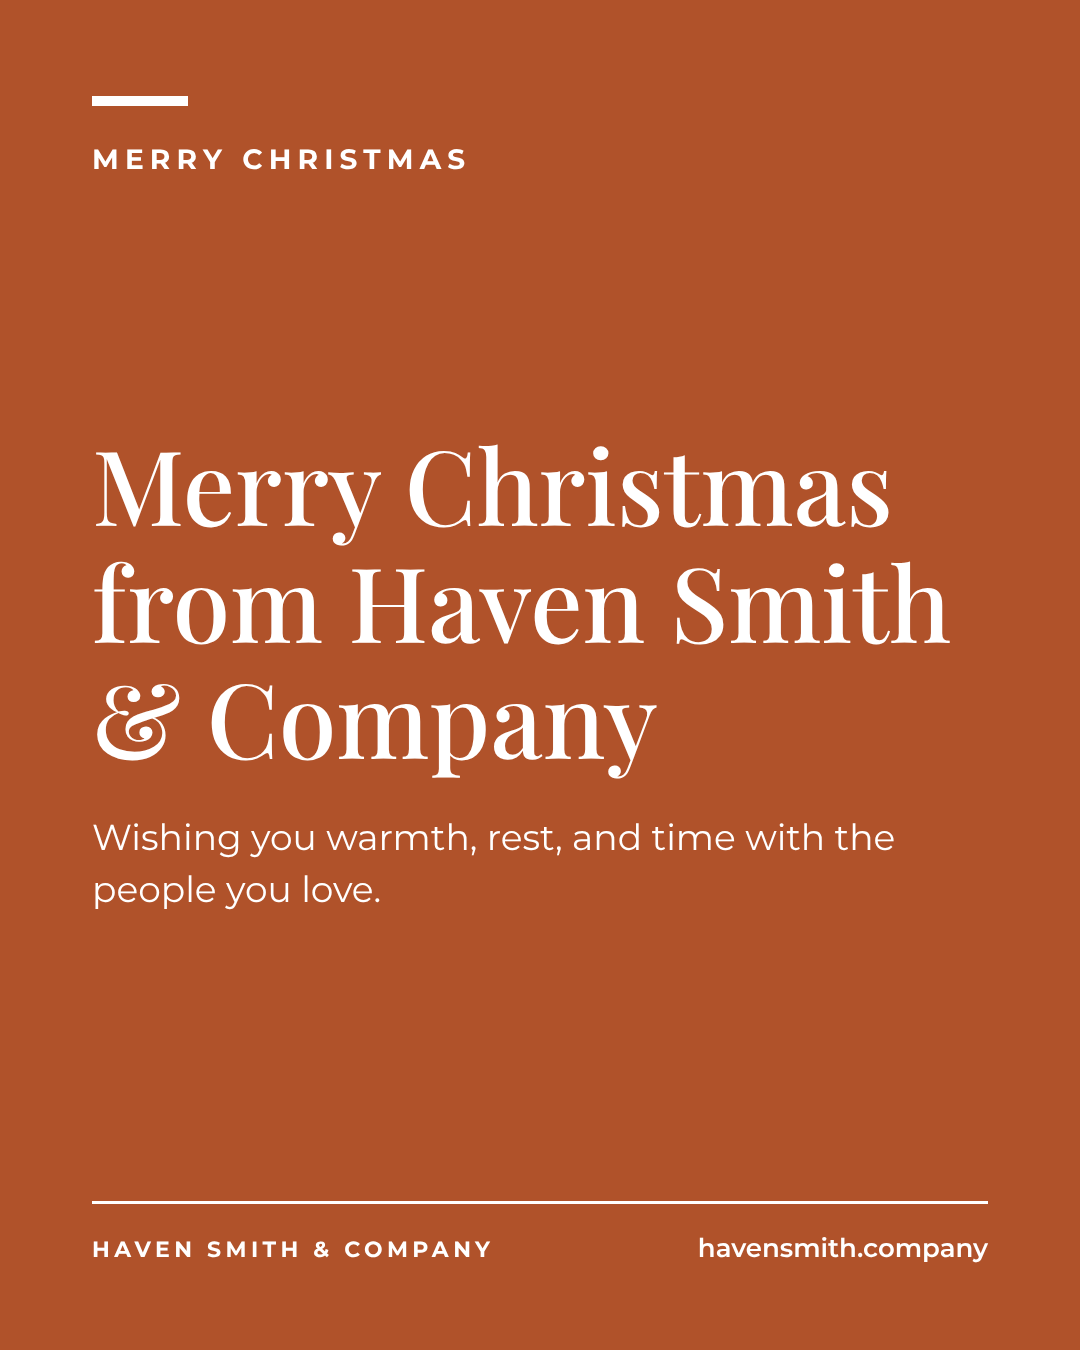 MERRY CHRISTMAS
Merry Christmas
from Haven Smith
& Company
Wishing you warmth, rest, and time with the
people you love.
HAVEN SMITH & COMPANY
havensmith.company